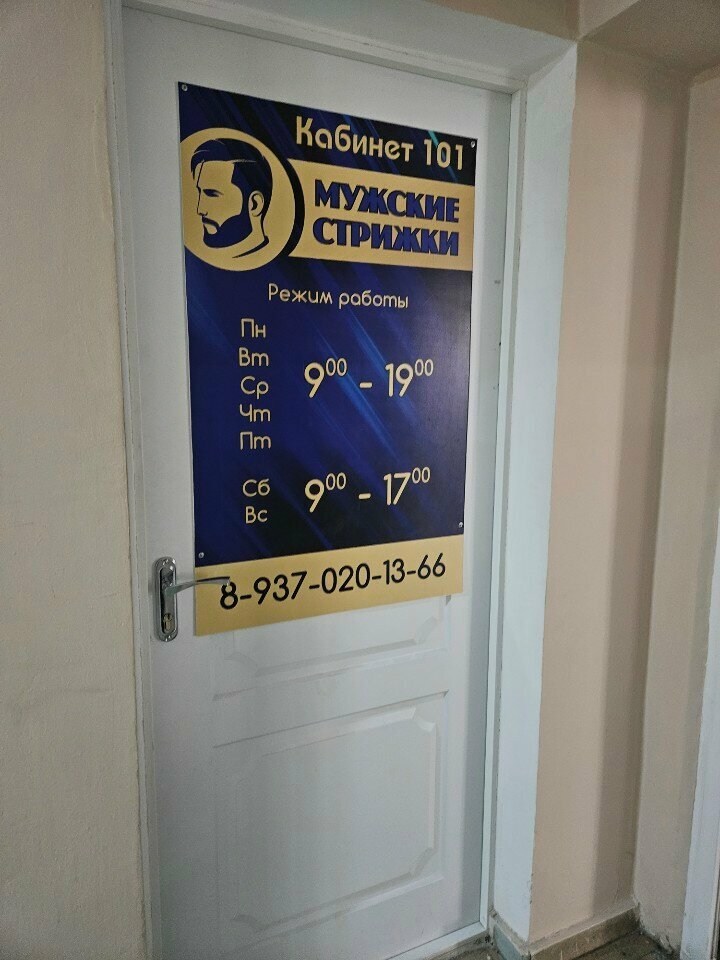 Кабинет 101
МУЖСКИЕ
СТРИЖКИ
Режим работы
Пн
Вт
Ср
Чт
Пт
9⁰⁰ - 19⁰⁰
Сб
Вс
9⁰⁰ - 17⁰⁰
8-937-020-13-66